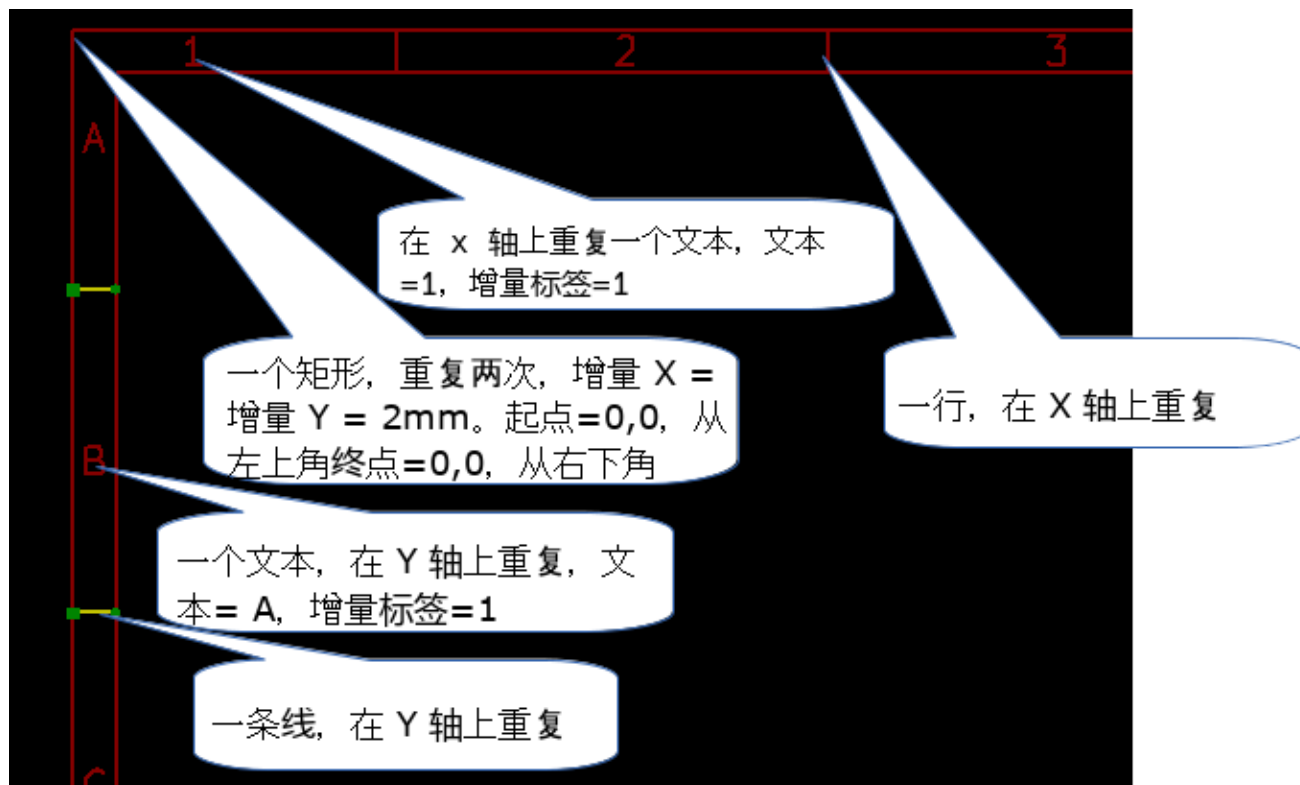 1 2 3
A
在 x 轴上重复一个文本，文本
=1，增量标签=1
一个矩形，重复两次，增量 X =
增量 Y = 2mm。起点=0,0，从
左上角终点=0,0，从右下角
一行，在 X 轴上重复
B
一个文本，在 Y 轴上重复，文
本= A，增量标签=1
一条线，在 Y 轴上重复
C